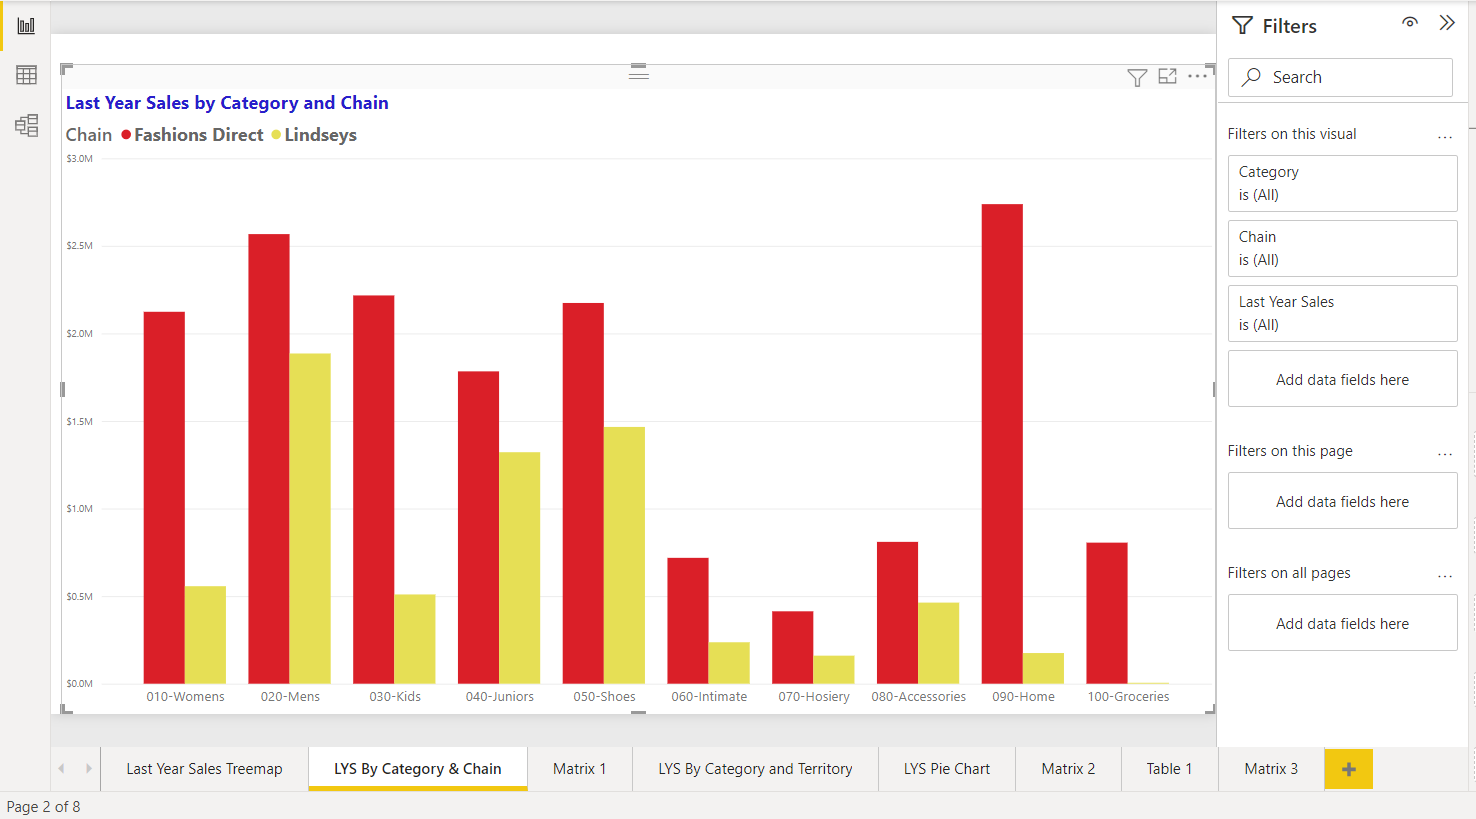 Filters
Search
Last Year Sales by Category and Chain
Chain Fashions Direct Lindseys
$3.0M
$2.5M
$2.0M
$1.5M
$1.0M
$0.5M
$0.0M
010-Womens 020-Mens 030-Kids 040-Juniors 050-Shoes 060-Intimate 070-Hosiery 080-Accessories 090-Home 100-Groceries
Filters on this visual
Category
is (All)
Chain
is (All)
Last Year Sales
is (All)
Add data fields here
Filters on this page
Add data fields here
Filters on all pages
Add data fields here
Last Year Sales Treemap LYS By Category & Chain Matrix 1 LYS By Category and Territory LYS Pie Chart Matrix 2 Table 1 Matrix 3
Page 2 of 8